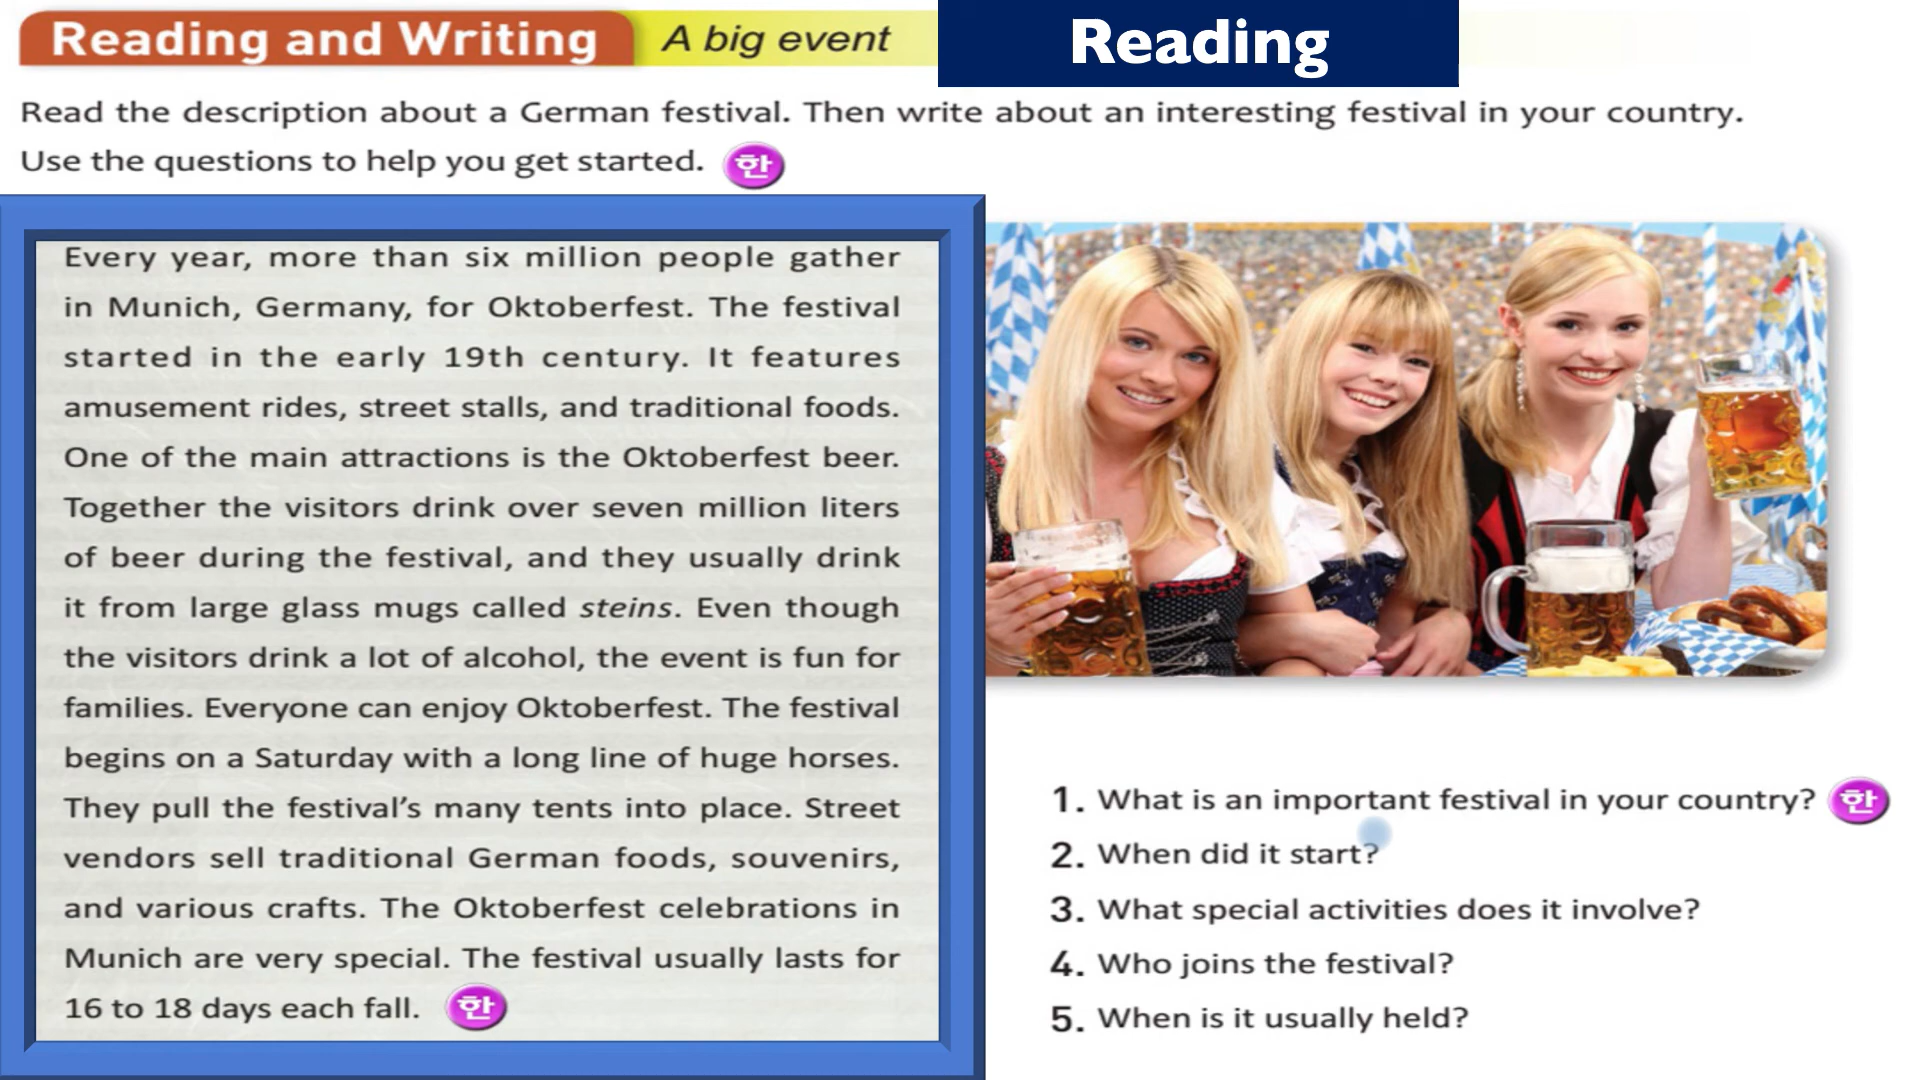 Reading and Writing
A big event
Reading
Read the description about a German festival. Then write about an interesting festival in your country.
Use the questions to help you get started. 한
Every year, more than six million people gather
in Munich, Germany, for Oktoberfest. The festival
started in the early 19th century. It features
amusement rides, street stalls, and traditional foods.
One of the main attractions is the Oktoberfest beer.
Together the visitors drink over seven million liters
of beer during the festival, and they usually drink
it from large glass mugs called steins. Even though
the visitors drink a lot of alcohol, the event is fun for
families. Everyone can enjoy Oktoberfest. The festival
begins on a Saturday with a long line of huge horses.
They pull the festival's many tents into place. Street
vendors sell traditional German foods, souvenirs,
and various crafts. The Oktoberfest celebrations in
Munich are very special. The festival usually lasts for
16 to 18 days each fall. 한
1. What is an important festival in your country? 한
2. When did it start?
3. What special activities does it involve?
4. Who joins the festival?
5. When is it usually held?